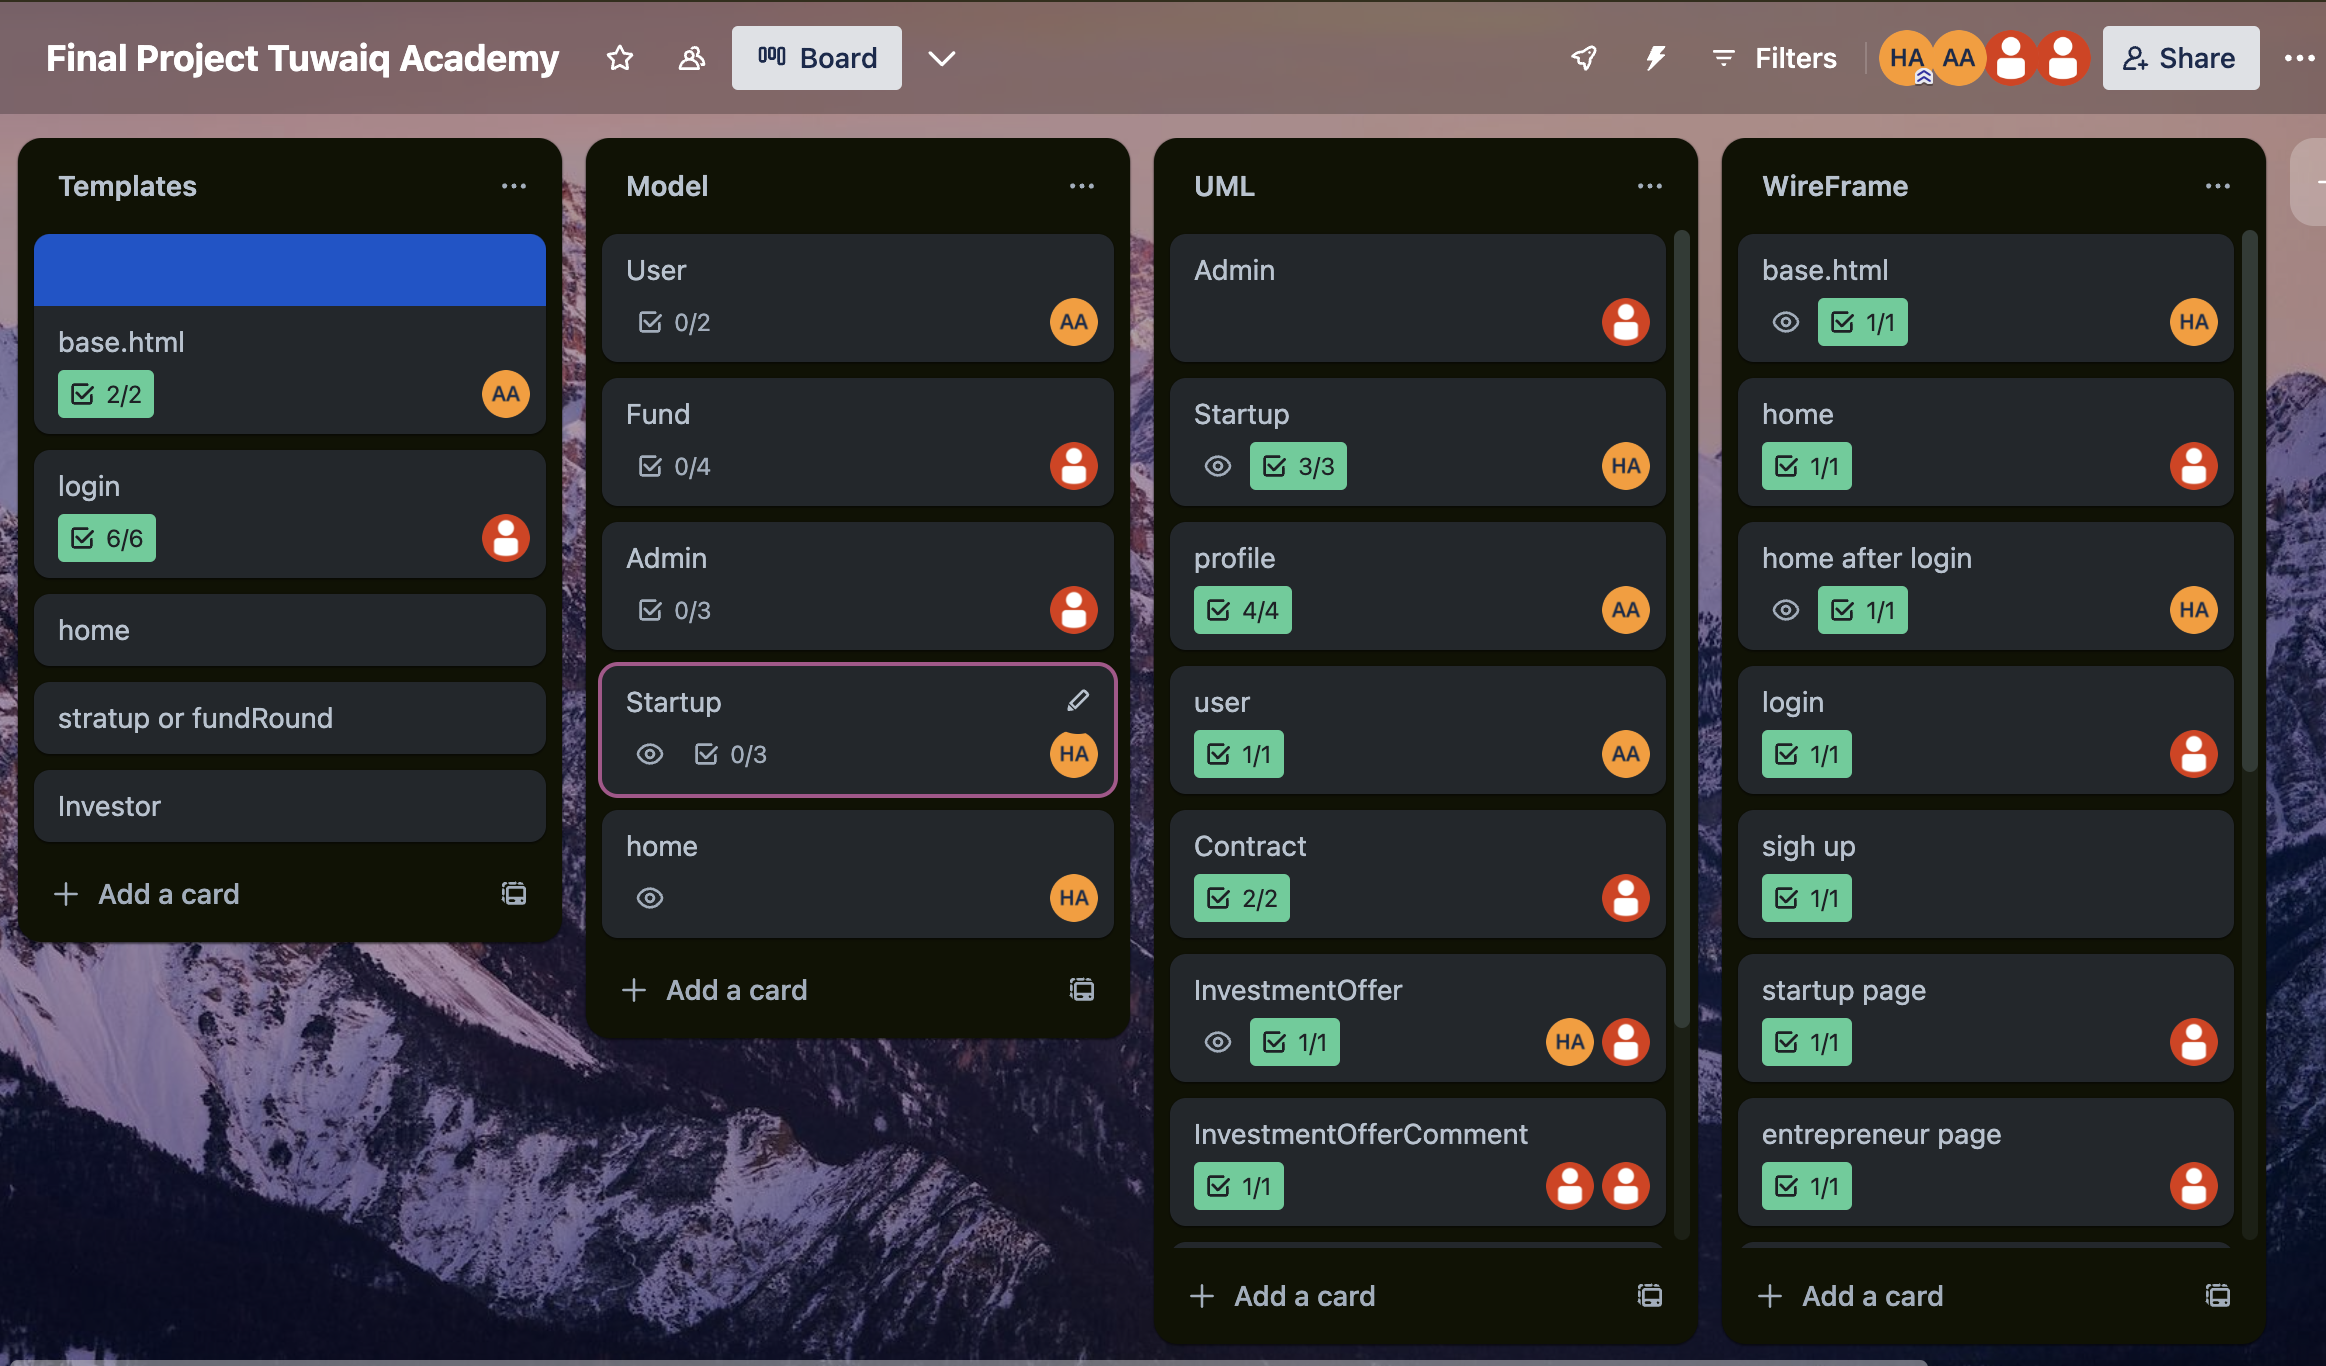 Final Project Tuwaiq Academy
Board
Filters
HA
AA
Share
Templates
base.html
2/2
AA
login
6/6
home
stratup or fundRound
Investor
Add a card
Model
User
0/2
AA
Fund
0/4
Admin
0/3
Startup
0/3
HA
home
HA
Add a card
UML
Admin
Startup
3/3
HA
profile
4/4
AA
user
1/1
AA
Contract
2/2
InvestmentOffer
1/1
HA
InvestmentOfferComment
1/1
Add a card
WireFrame
base.html
1/1
HA
home
1/1
home after login
1/1
HA
login
1/1
sigh up
1/1
startup page
1/1
entrepreneur page
1/1
Add a card